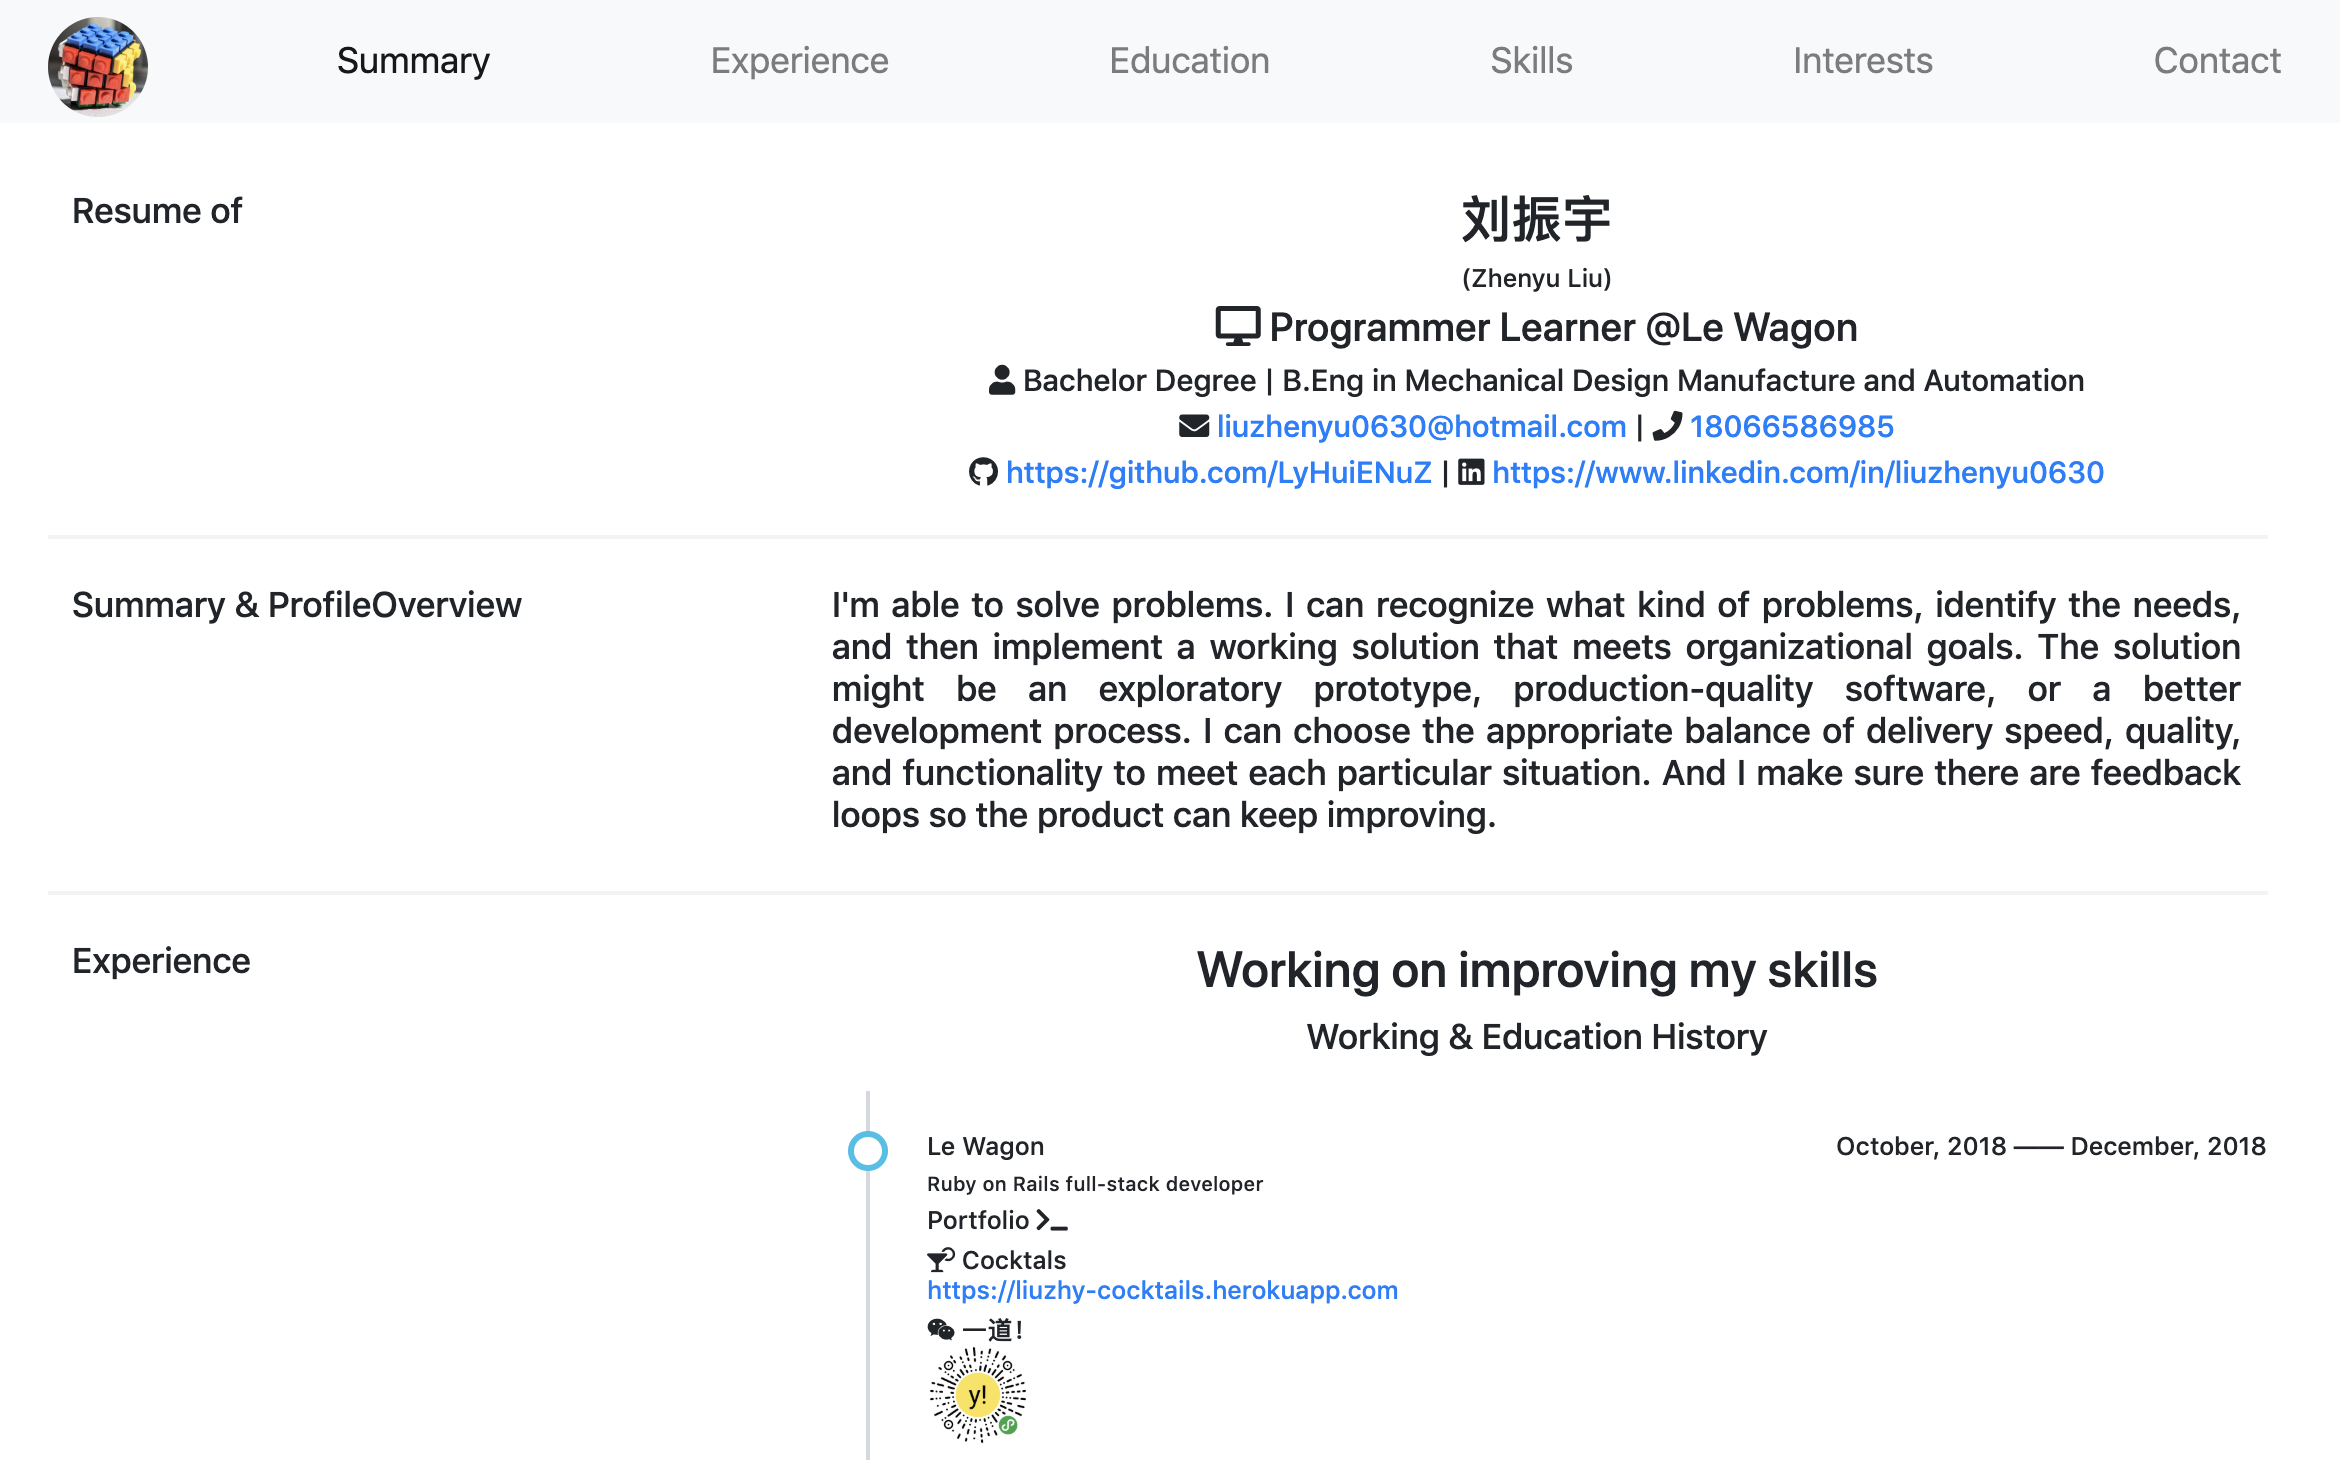 Summary Experience Education Skills Interests Contact
Resume of
刘振宇
(Zhenyu Liu)
Programmer Learner @Le Wagon
Bachelor Degree | B.Eng in Mechanical Design Manufacture and Automation
liuzhenyu0630@hotmail.com | 18066586985
https://github.com/LyHuiENuZ | https://www.linkedin.com/in/liuzhenyu0630
Summary & ProfileOverview
I'm able to solve problems. I can recognize what kind of problems, identify the needs,
and then implement a working solution that meets organizational goals. The solution
might be an exploratory prototype, production-quality software, or a better
development process. I can choose the appropriate balance of delivery speed, quality,
and functionality to meet each particular situation. And I make sure there are feedback
loops so the product can keep improving.
Experience
Working on improving my skills
Working & Education History
Le Wagon
October, 2018 —— December, 2018
Ruby on Rails full-stack developer
Portfolio
Cocktals
https://liuzhy-cocktails.herokuapp.com
一道!
y!